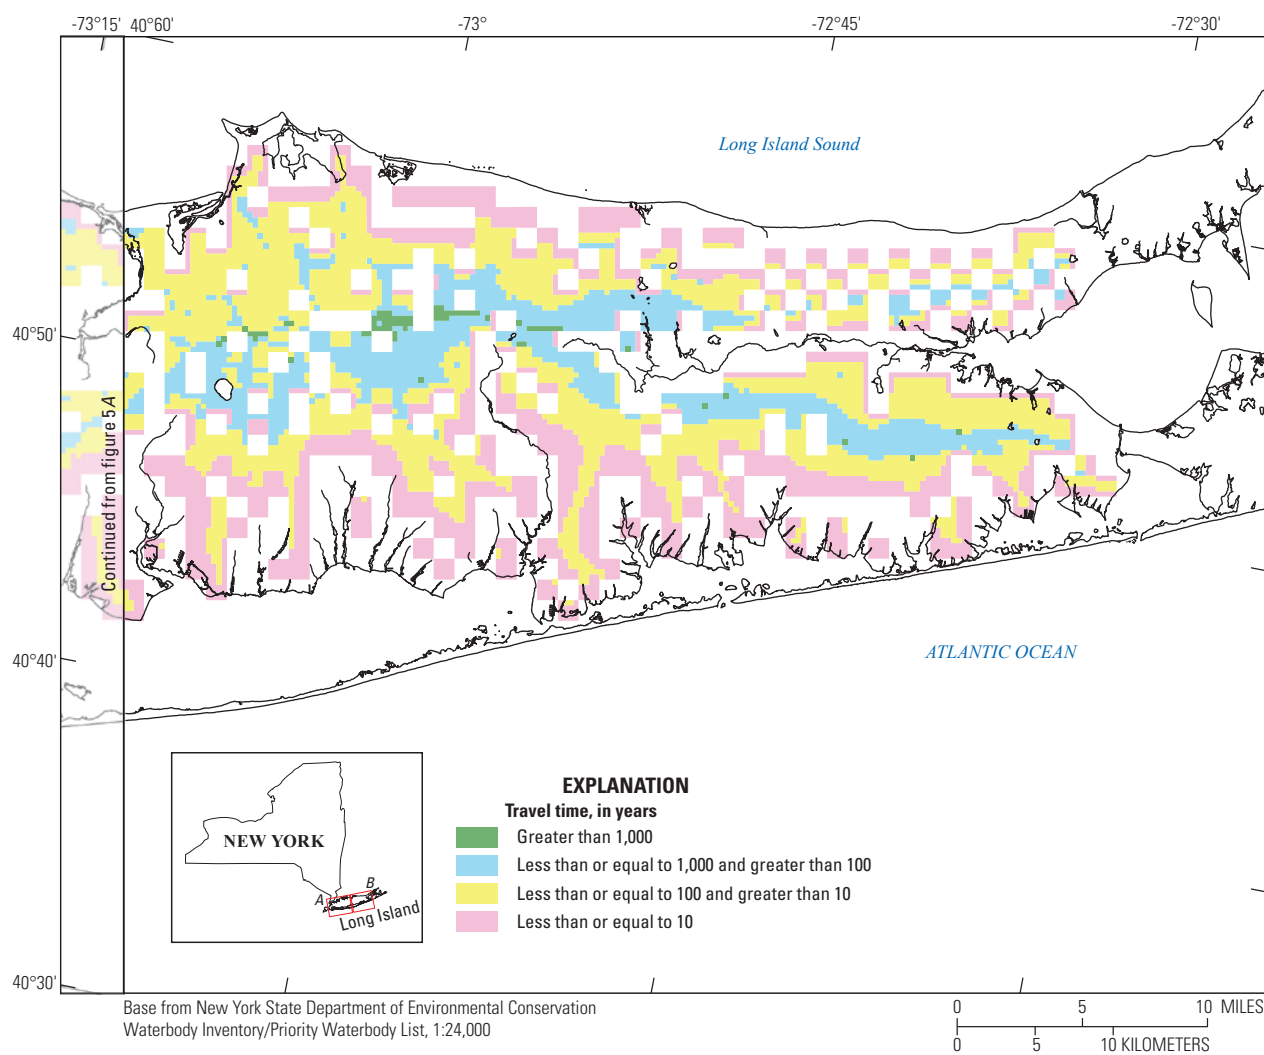 -73°15'
40°60'
-73°
-72°45'
-72°30'
Long Island Sound
40°50'
Continued from figure 5A
40°40'
ATLANTIC OCEAN
NEW YORK
A
B
Long Island
EXPLANATION
Travel time, in years
Greater than 1,000
Less than or equal to 1,000 and greater than 100
Less than or equal to 100 and greater than 10
Less than or equal to 10
40°30'
Base from New York State Department of Environmental Conservation
Waterbody Inventory/Priority Waterbody List, 1:24,000
0 5 10 MILES
0 5 10 KILOMETERS